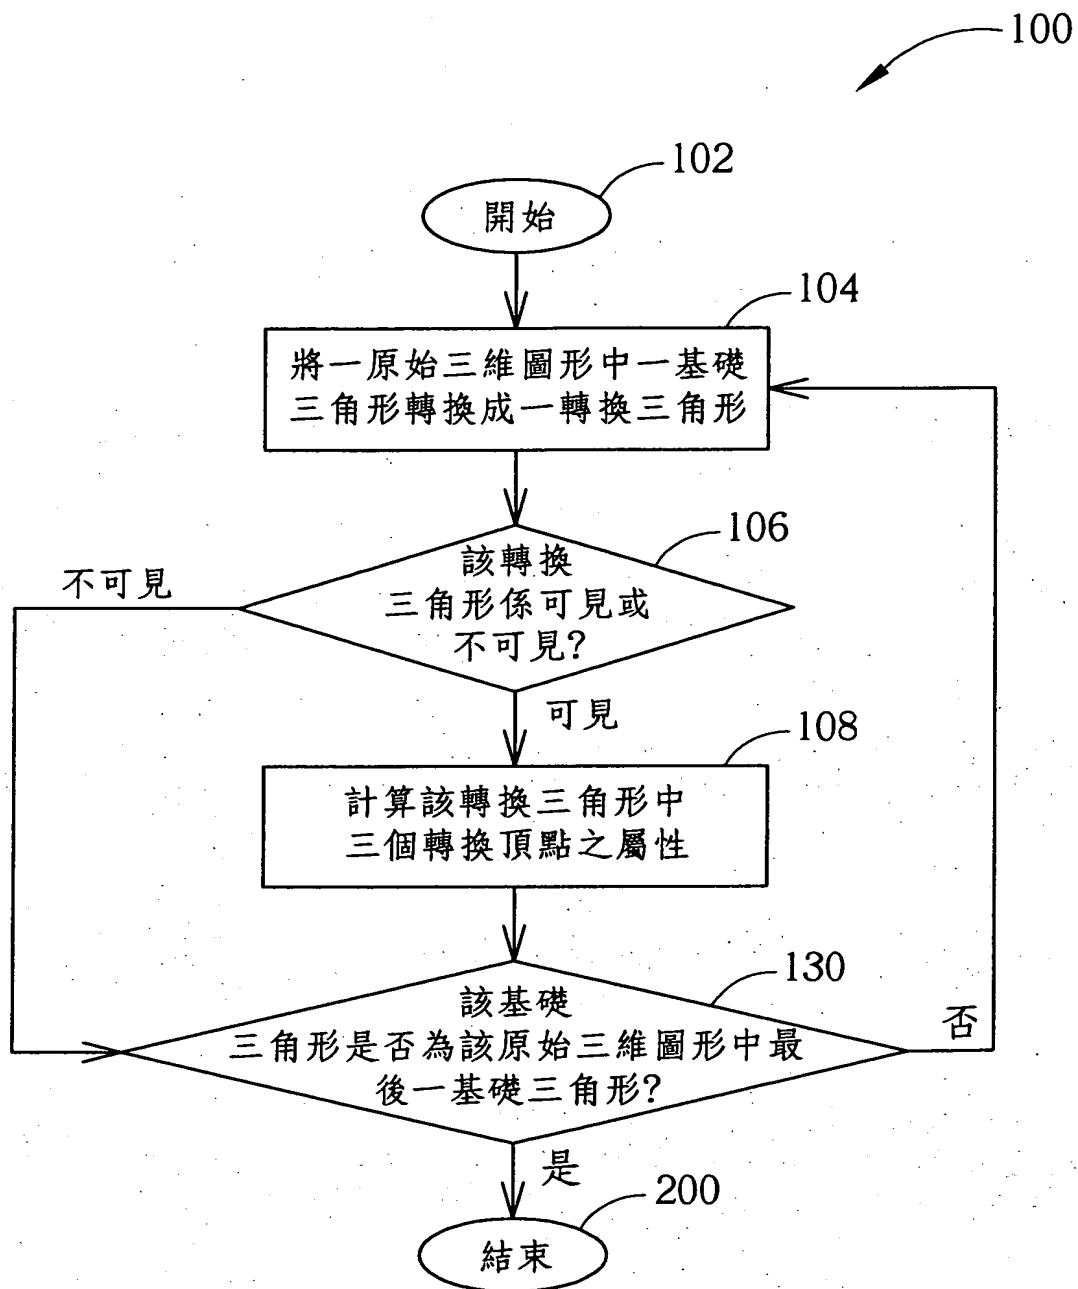 100
102
開始
104
將一原始三維圖形中一基礎
三角形轉換成一轉換三角形
106
該轉換
三角形係可見或
不可見?
不可見
可見
108
計算該轉換三角形中
三個轉換頂點之屬性
130
該基礎
三角形是否為該原始三維圖形中最
後一基礎三角形?
否
是
200
結束